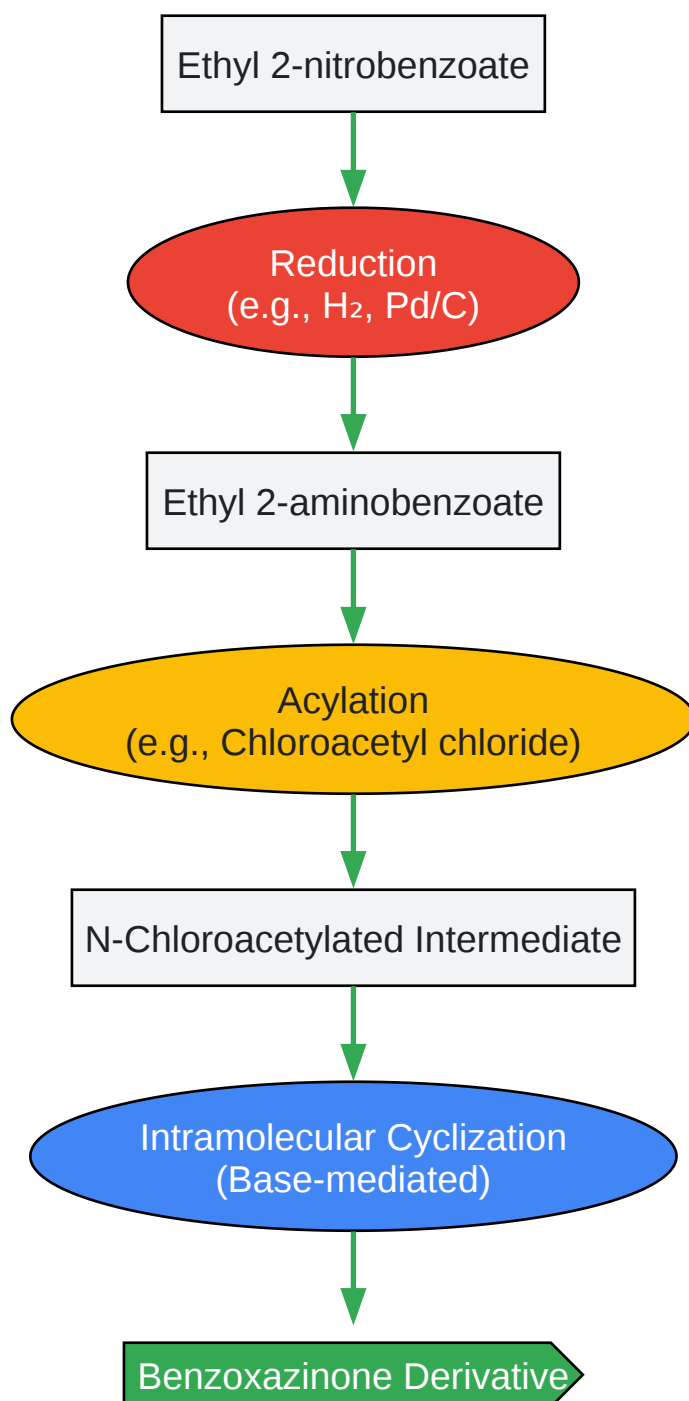 Ethyl 2-nitrobenzoate
Reduction
(e.g., H₂, Pd/C)
Ethyl 2-aminobenzoate
Acylation
(e.g., Chloroacetyl chloride)
N-Chloroacetylated Intermediate
Intramolecular Cyclization
(Base-mediated)
Benzoxazinone Derivative